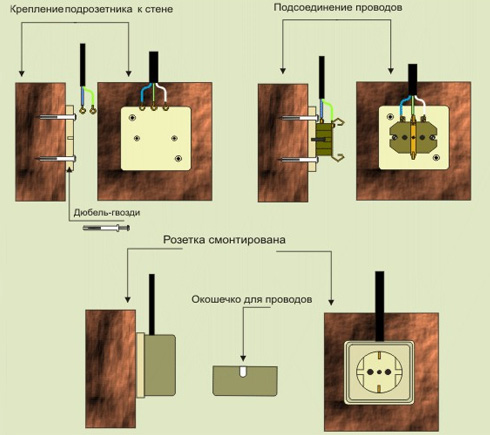 Крепление подрозетника к стене
Подсоединение проводов
Дюбель-гвозди
Розетка смонтирована
Окошечко для проводов